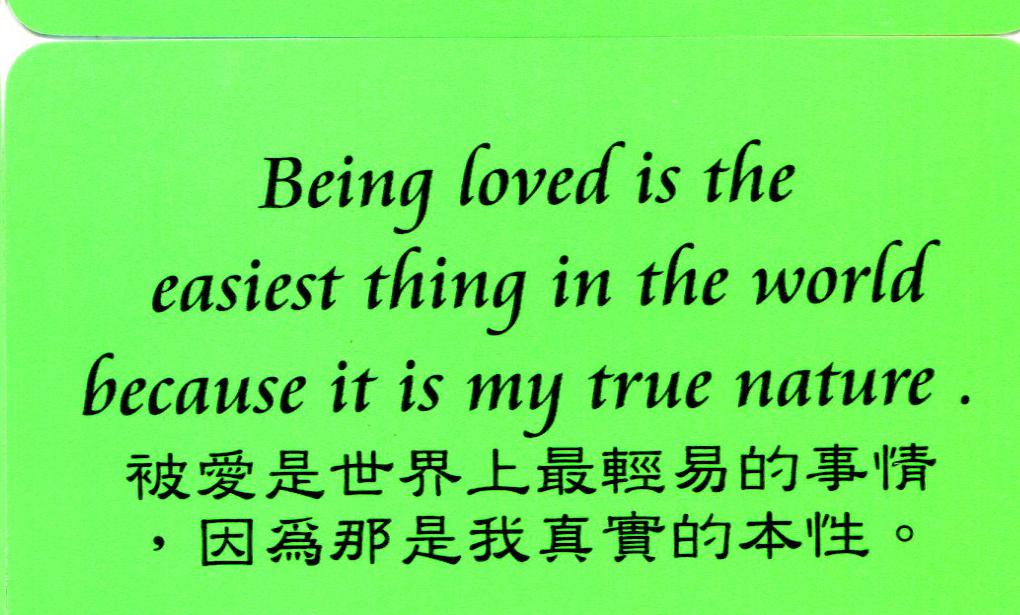 Being loved is the
easiest thing in the world
because it is my true nature .
被愛是世界上最輕易的事情
，因爲那是我真實的本性。